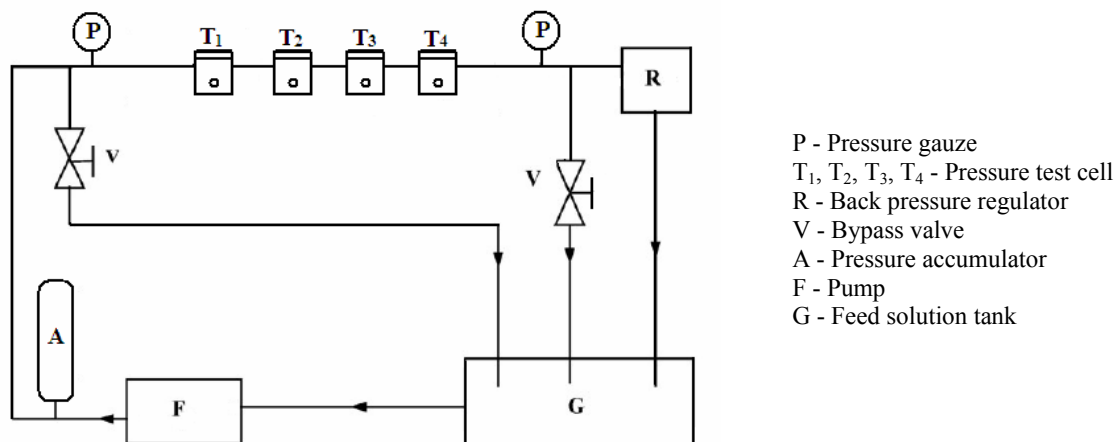 P
P
T₁ T₂ T₃ T₄
R
V
V
A
F
G
P - Pressure gauze
T₁, T₂, T₃, T₄ - Pressure test cell
R - Back pressure regulator
V - Bypass valve
A - Pressure accumulator
F - Pump
G - Feed solution tank